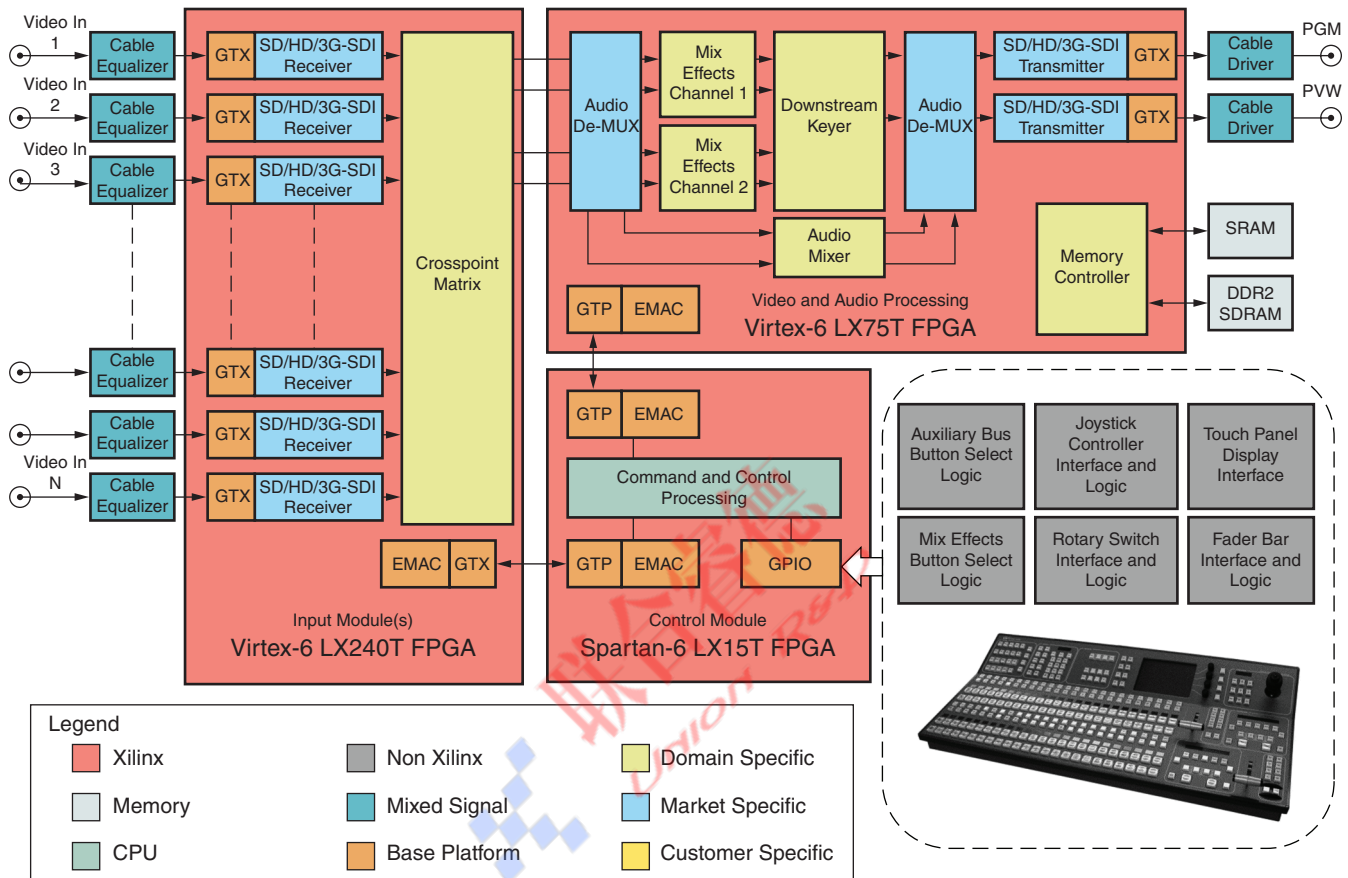 Video In
1
Cable
Equalizer
GTX
SD/HD/3G-SDI
Receiver
Video In
2
Cable
Equalizer
GTX
SD/HD/3G-SDI
Receiver
Video In
3
Cable
Equalizer
GTX
SD/HD/3G-SDI
Receiver
Cable
Equalizer
GTX
SD/HD/3G-SDI
Receiver
Cable
Equalizer
GTX
SD/HD/3G-SDI
Receiver
Video In
N
Cable
Equalizer
GTX
SD/HD/3G-SDI
Receiver
Crosspoint
Matrix
EMAC
GTX
Input Module(s)
Virtex-6 LX240T FPGA
Audio
De-MUX
Mix
Effects
Channel 1
Mix
Effects
Channel 2
Downstream
Keyer
Audio
Mixer
Audio
De-MUX
SD/HD/3G-SDI
Transmitter
GTX
SD/HD/3G-SDI
Transmitter
GTX
Cable
Driver
PGM
Cable
Driver
PVW
Memory
Controller
SRAM
DDR2
SDRAM
GTP
EMAC
Video and Audio Processing
Virtex-6 LX75T FPGA
GTP
EMAC
Command and Control
Processing
GTP
EMAC
GPIO
Control Module
Spartan-6 LX15T FPGA
Auxiliary Bus
Button Select
Logic
Joystick
Controller
Interface and
Logic
Touch Panel
Display
Interface
Mix Effects
Button Select
Logic
Rotary Switch
Interface and
Logic
Fader Bar
Interface and
Logic
联合睿德
UNION R&D
Legend
Xilinx
Non Xilinx
Domain Specific
Memory
Mixed Signal
Market Specific
CPU
Base Platform
Customer Specific